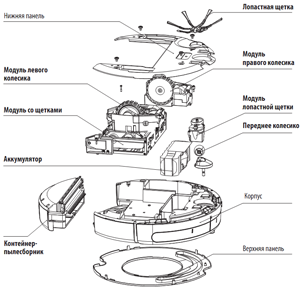 Нижняя панель
Лопастная щетка
Модуль левого
колесика
Модуль
правого колесика
Модуль со щетками
Модуль
лопастной щетки
Переднее колесико
Аккумулятор
Корпус
Контейнер-
пылесборник
Верхняя панель